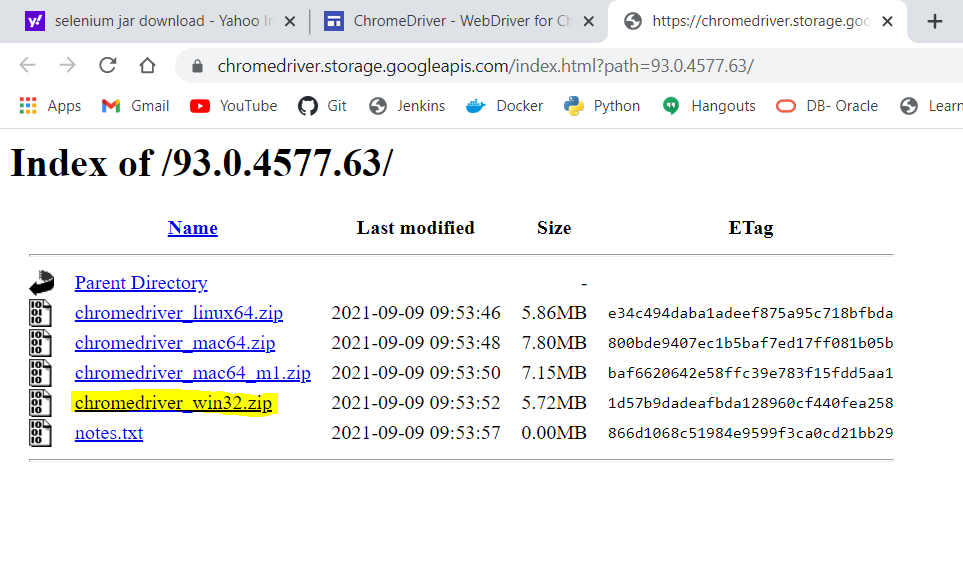 selenium jar download - Yahoo In
ChromeDriver - WebDriver for Ch
https://chromedriver.storage.goo
chromedriver.storage.googleapis.com/index.html?path=93.0.4577.63/
Apps Gmail YouTube Git Jenkins Docker Python Hangouts DB- Oracle Learn
Index of /93.0.4577.63/
Name Last modified Size ETag
Parent Directory -
chromedriver_linux64.zip 2021-09-09 09:53:46 5.86MB e34c494daba1adeef875a95c718bfbda
chromedriver_mac64.zip 2021-09-09 09:53:48 7.80MB 800bde9407ec1b5baf7ed17ff081b05b
chromedriver_mac64_m1.zip 2021-09-09 09:53:50 7.15MB baf6620642e58ffc39e783f15fdd5aa1
chromedriver_win32.zip 2021-09-09 09:53:52 5.72MB 1d57b9dadeafbda128960cf440fea258
notes.txt 2021-09-09 09:53:57 0.00MB 866d1068c51984e9599f3ca0cd21bb29